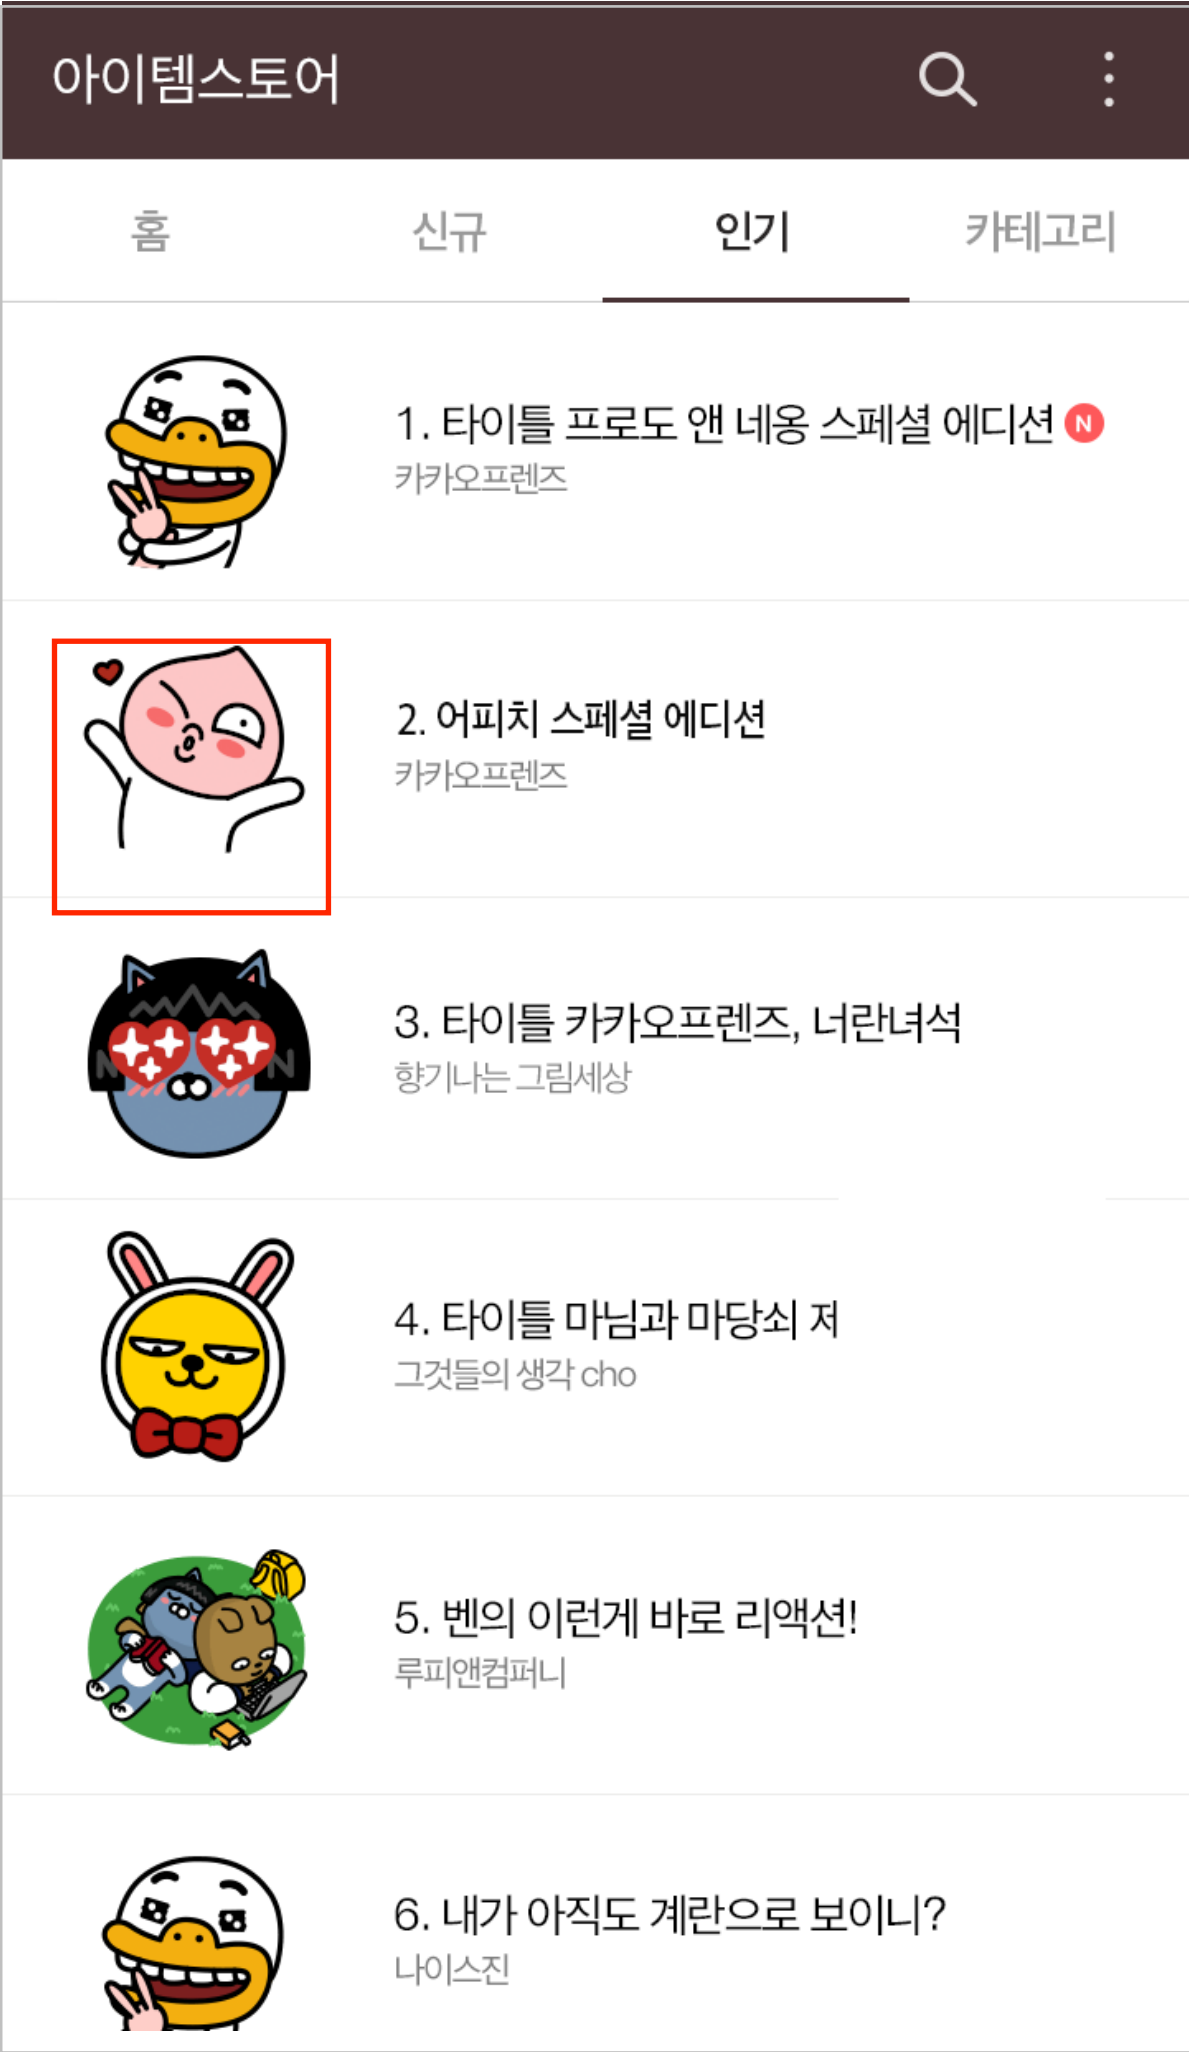 아이템스토어
홈 신규 인기 카테고리
1. 타이틀 프로도 앤 네옹 스페셜 에디션 N
카카오프렌즈
2. 어피치 스페셜 에디션
카카오프렌즈
3. 타이틀 카카오프렌즈, 너란녀석
향기나는 그림세상
4. 타이틀 마님과 마당쇠
그것들의 생각 cho
5. 벤의 이런게 바로 리액션!
루피앤컴퍼니
6. 내가 아직도 계란으로 보이니?
나이스진